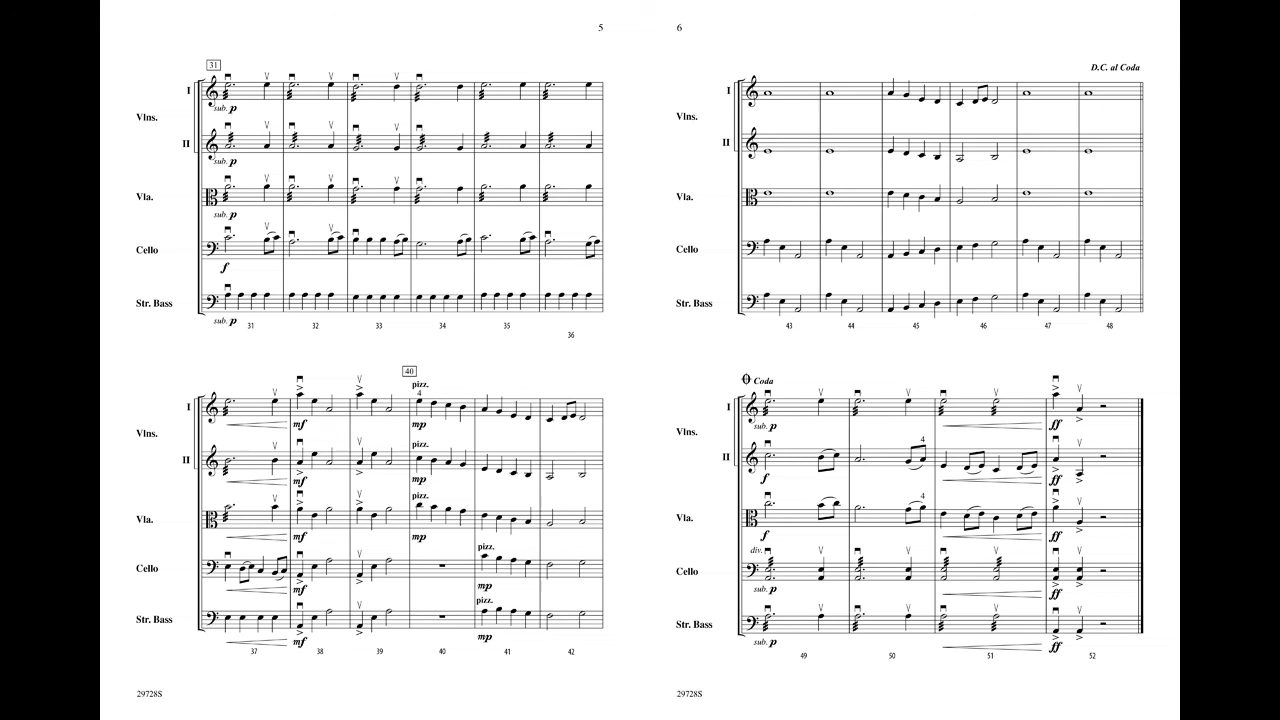 5
31
I
sub. p
Vlns.
II
sub. p
Vla.
sub. p
Cello
f
Str. Bass
sub. p
31 32 33 34 35 36
40
pizz.
4
I
mf mp
Vlns.
pizz.
II
mf mp
pizz.
Vla.
mf mp
pizz.
Cello
mf mp
pizz.
Str. Bass
mf mp
37 38 39 40 41 42
29728S
6
D.C. al Coda
I
Vlns.
II
Vla.
Cello
Str. Bass
43 44 45 46 47 48
Coda
I
sub. p ff
Vlns.
4
II
f ff
4
Vla.
f ff
div.
Cello
sub. p ff
Str. Bass
sub. p ff
49 50 51 52
29728S